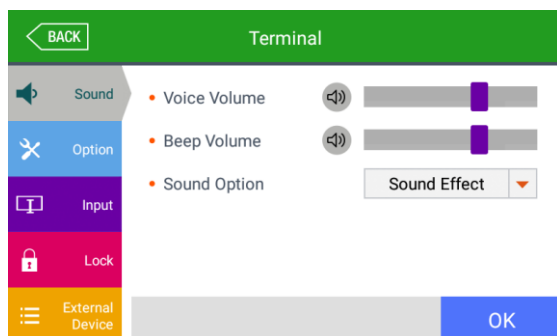 BACK
Terminal
Sound
Option
Input
Lock
External
Device
Voice Volume
Beep Volume
Sound Option
Sound Effect
OK